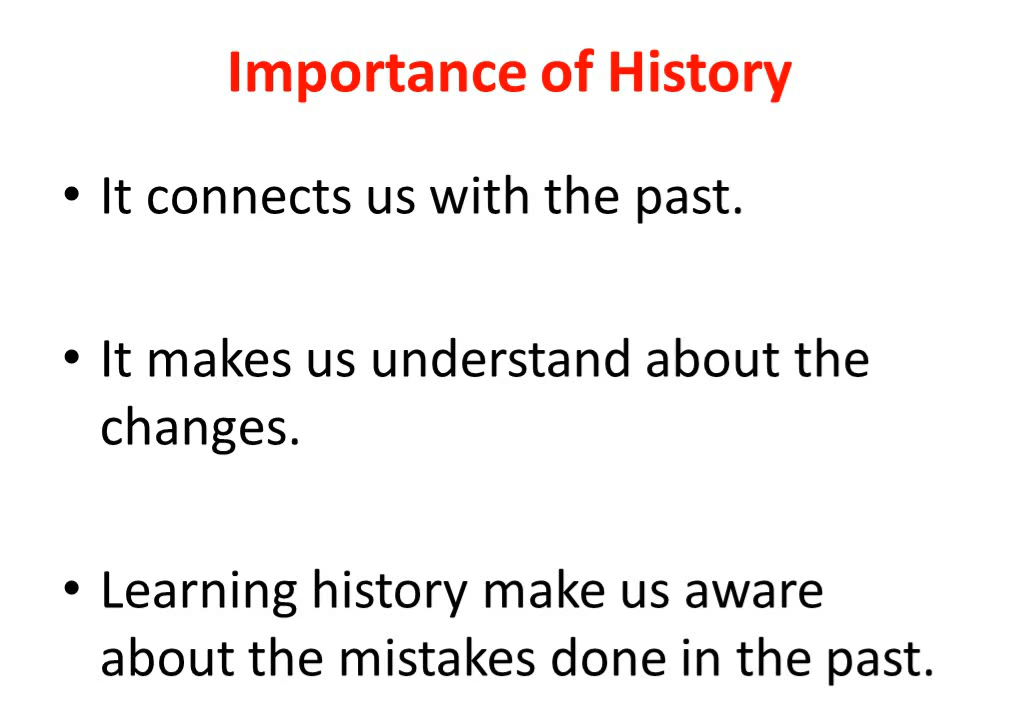 Importance of History
• It connects us with the past.
• It makes us understand about the
changes.
• Learning history make us aware
about the mistakes done in the past.